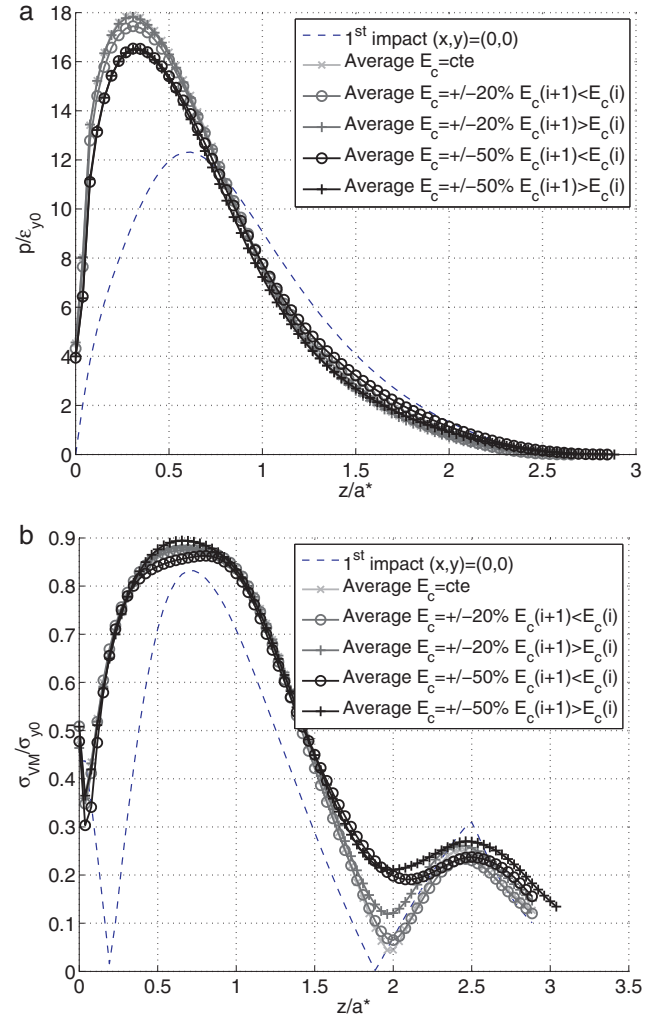 a
18
16
14
12
10
8
6
4
2
0
p/ε_y0
0 0.5 1 1.5 2 2.5 3
z/a*
1st impact (x,y)=(0,0)
Average E_c=cte
Average E_c=+/−20% E_c(i+1)<E_c(i)
Average E_c=+/−20% E_c(i+1)>E_c(i)
Average E_c=+/−50% E_c(i+1)<E_c(i)
Average E_c=+/−50% E_c(i+1)>E_c(i)
b
0.9
0.8
0.7
0.6
0.5
0.4
0.3
0.2
0.1
0
σ_VM/σ_y0
0 0.5 1 1.5 2 2.5 3 3.5
z/a*
1st impact (x,y)=(0,0)
Average E_c=cte
Average E_c=+/−20% E_c(i+1)<E_c(i)
Average E_c=+/−20% E_c(i+1)>E_c(i)
Average E_c=+/−50% E_c(i+1)<E_c(i)
Average E_c=+/−50% E_c(i+1)>E_c(i)